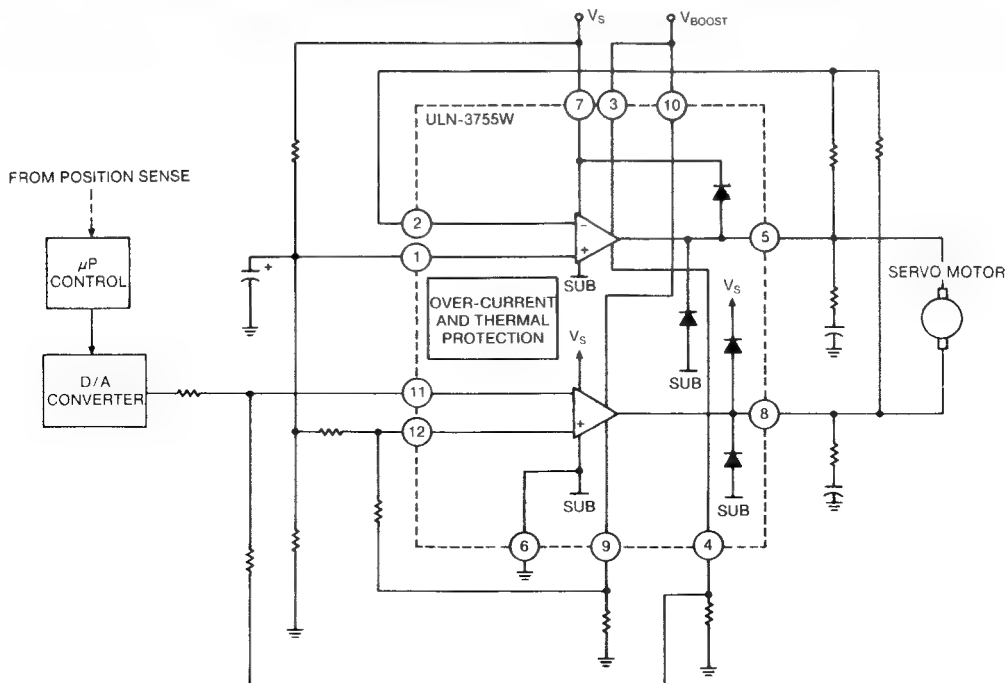 V_S
V_BOOST
7
3
10
ULN-3755W
FROM POSITION SENSE
2
−
5
+
1
+
μP
CONTROL
SUB
SERVO MOTOR
OVER-CURRENT
AND THERMAL
PROTECTION
V_S
V_S
D/A
CONVERTER
SUB
11
12
+
8
SUB
SUB
6
9
4